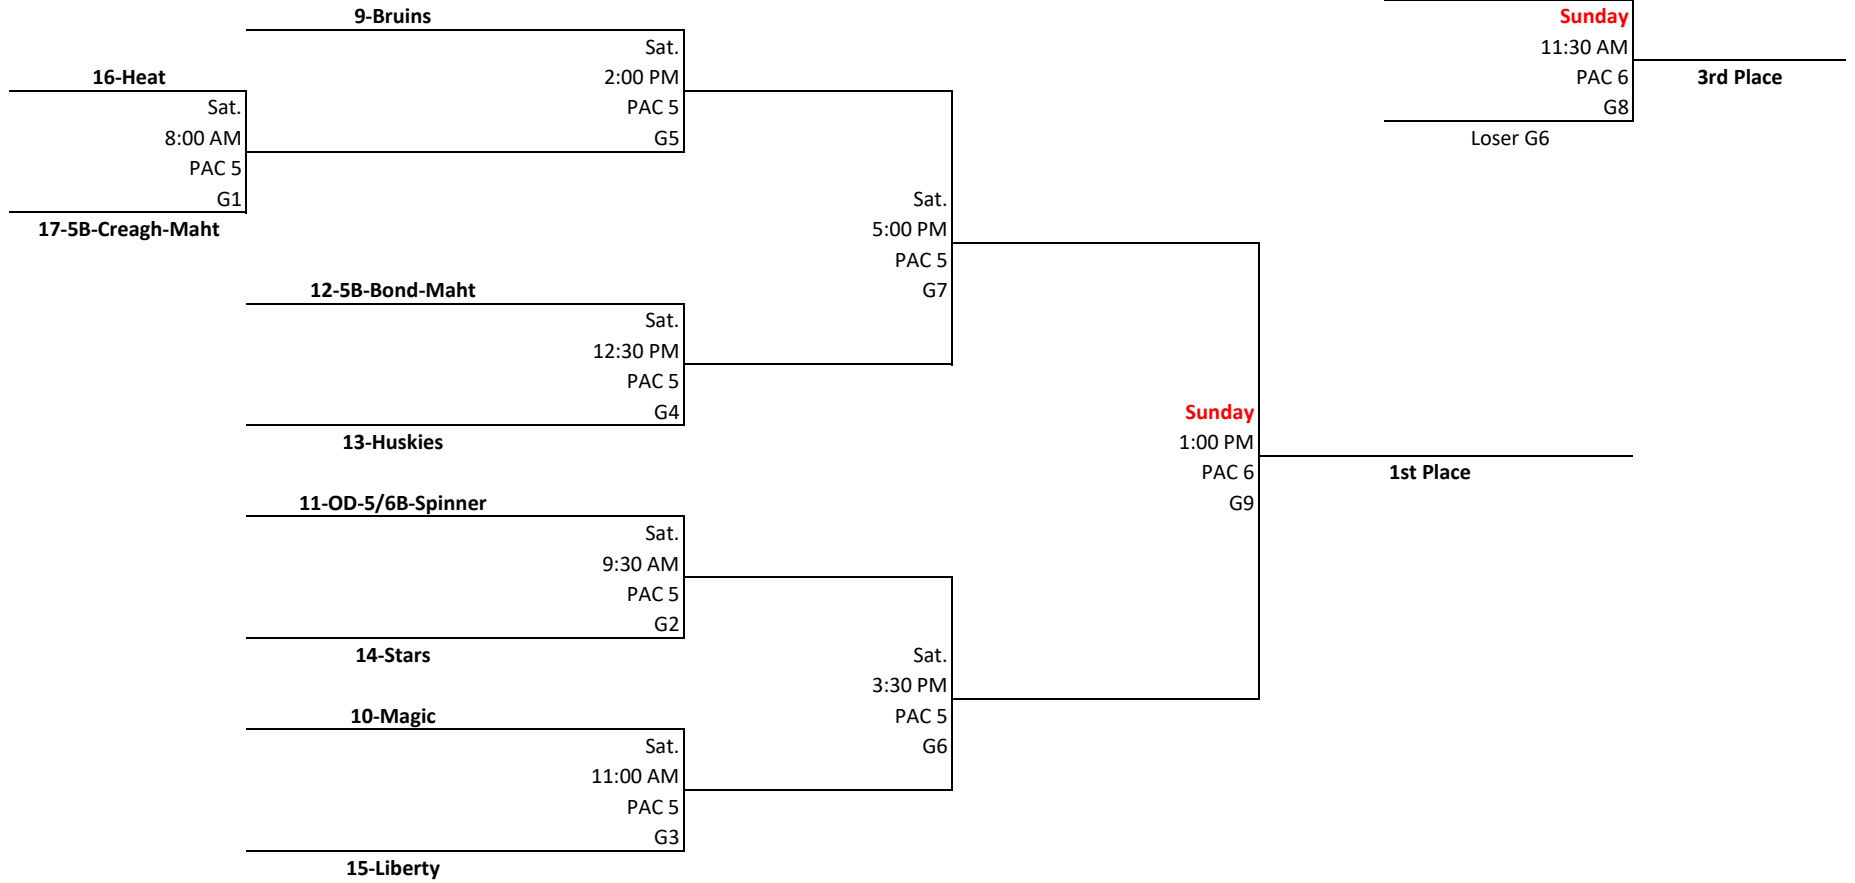 9-Bruins
Sat.
2:00 PM
PAC 5
G5
16-Heat
Sat.
8:00 AM
PAC 5
G1
17-5B-Creagh-Maht
Sat.
5:00 PM
PAC 5
G7
12-5B-Bond-Maht
Sat.
12:30 PM
PAC 5
G4
13-Huskies
Sunday
1:00 PM
PAC 6
G9
1st Place
11-OD-5/6B-Spinner
Sat.
9:30 AM
PAC 5
G2
14-Stars
Sat.
3:30 PM
PAC 5
G6
10-Magic
Sat.
11:00 AM
PAC 5
G3
15-Liberty
Sunday
11:30 AM
PAC 6
G8
3rd Place
Loser G6